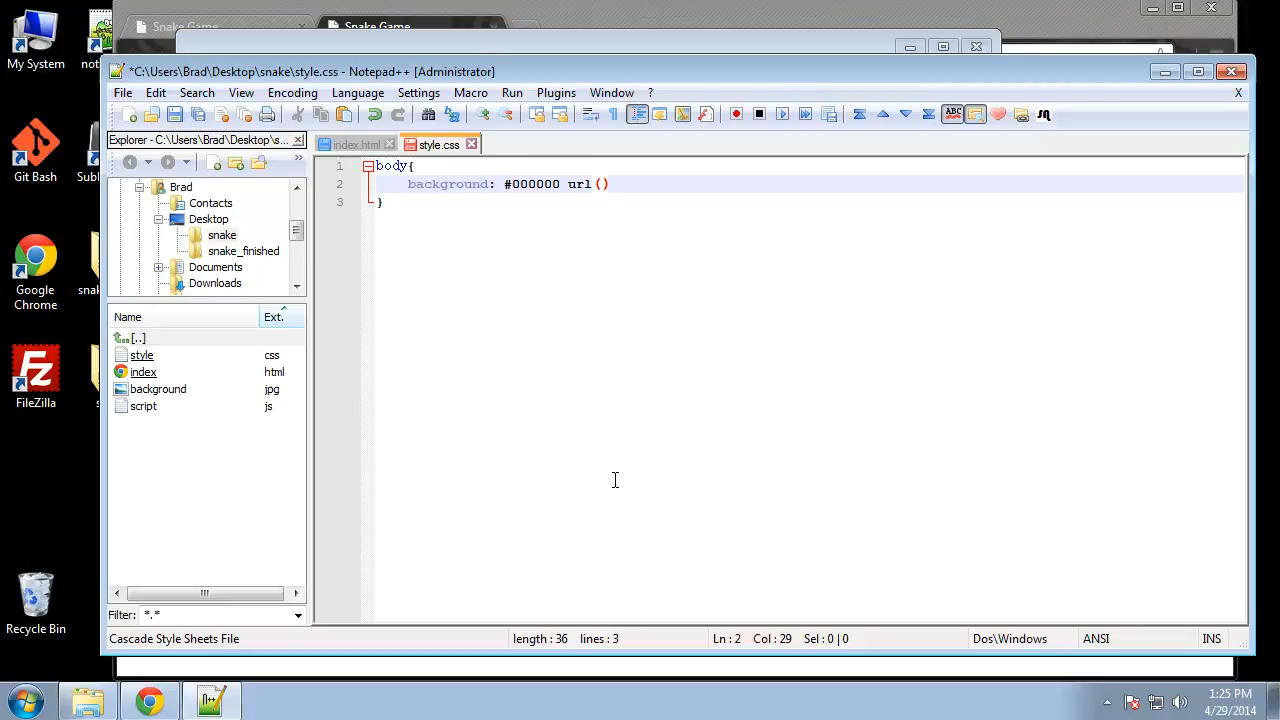 Snake Game
Snake Game
My System
not
*C:\Users\Brad\Desktop\snake\style.css - Notepad++ [Administrator]
File Edit Search View Encoding Language Settings Macro Run Plugins Window ?
X
ABC
Explorer - C:\Users\Brad\Desktop\s...
index.html
style.css
Git Bash
Subl
Brad
Contacts
Desktop
snake
snake_finished
Documents
Downloads
1 body{
2 background: #000000 url()
3 }
Google
Chrome
snak
Name Ext.
[..]
style css
index html
background jpg
script js
FileZilla
s
Recycle Bin
Filter: *.*
Cascade Style Sheets File
length : 36 lines : 3
Ln : 2 Col : 29 Sel : 0 | 0
Dos\Windows
ANSI
INS
1:25 PM
4/29/2014